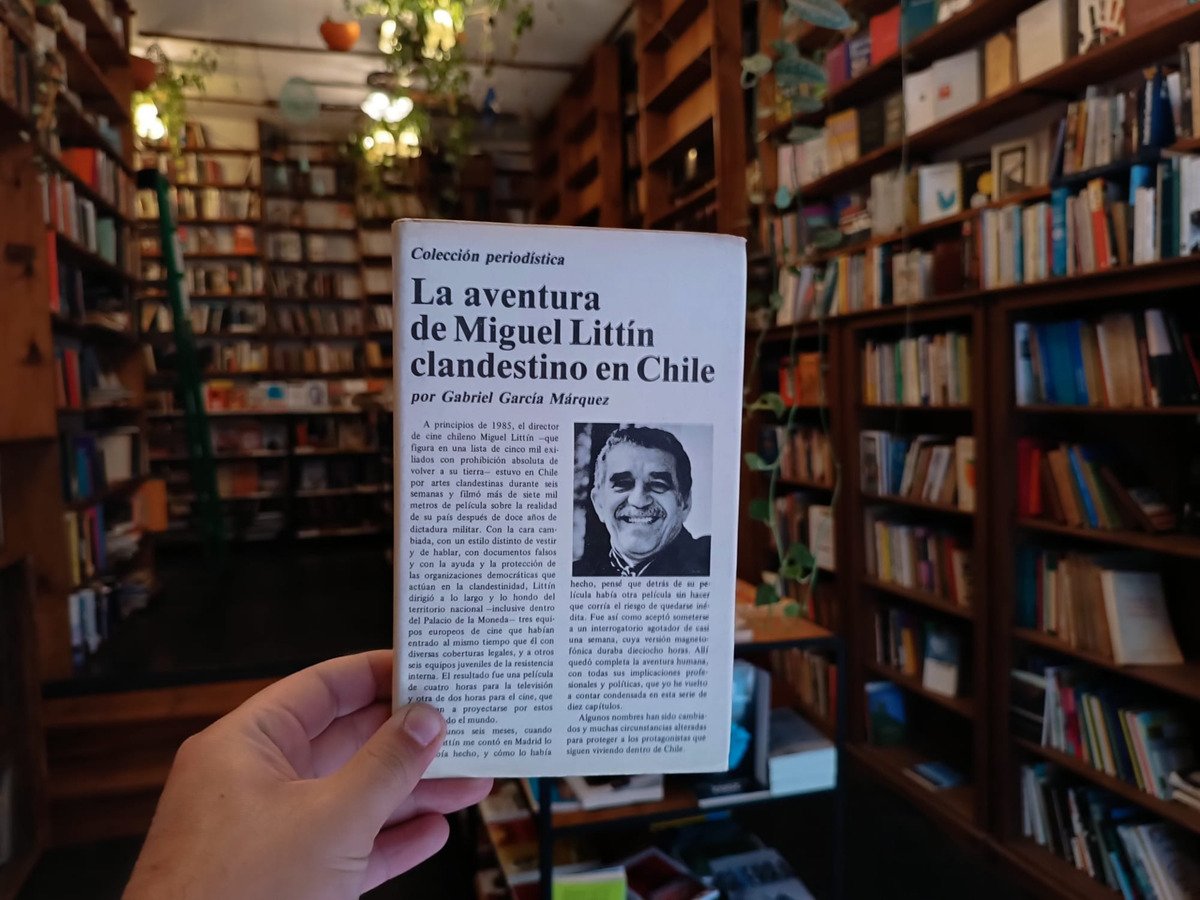 Colección periodística
La aventura
de Miguel Littín
clandestino en Chile
por Gabriel García Márquez
A principios de 1985, el director
de cine chileno Miguel Littín —que
figura en una lista de cinco mil exi-
liados con prohibición absoluta de
volver a su tierra— estuvo en Chile
por artes clandestinas durante seis
semanas y filmó más de siete mil
metros de película sobre la realidad
de su país después de doce años de
dictadura militar. Con la cara cam-
biada, con un estilo distinto de vestir
y de hablar, con documentos falsos
y con la ayuda y la protección de
las organizaciones democráticas que
actúan en la clandestinidad, Littín
dirigió a lo largo y lo hondo del
territorio nacional —inclusive dentro
del Palacio de la Moneda— tres equi-
pos europeos de cine que habían
entrado al mismo tiempo que él con
diversas coberturas legales, y a otros
seis equipos juveniles de la resistencia
interna. El resultado fue una película
de cuatro horas para la televisión
y otra de dos horas para el cine, que
a proyectarse por estos
do el mundo.
unos seis meses, cuando
ttín me contó en Madrid lo
hecho, y cómo lo había
hecho, pensé que detrás de su pe-
lícula había otra película sin hacer
que corría el riesgo de quedarse iné-
dita. Fue así como aceptó someterse
a un interrogatorio agotador de casi
una semana, cuya versión magneto-
fónica duraba dieciocho horas. Allí
quedó completa la aventura humana,
con todas sus implicaciones profe-
sionales y políticas, que yo he vuelto
a contar condensada en esta serie de
diez capítulos.
Algunos nombres han sido cambia-
dos y muchas circunstancias alteradas
para proteger a los protagonistas que
siguen viviendo dentro de Chile.